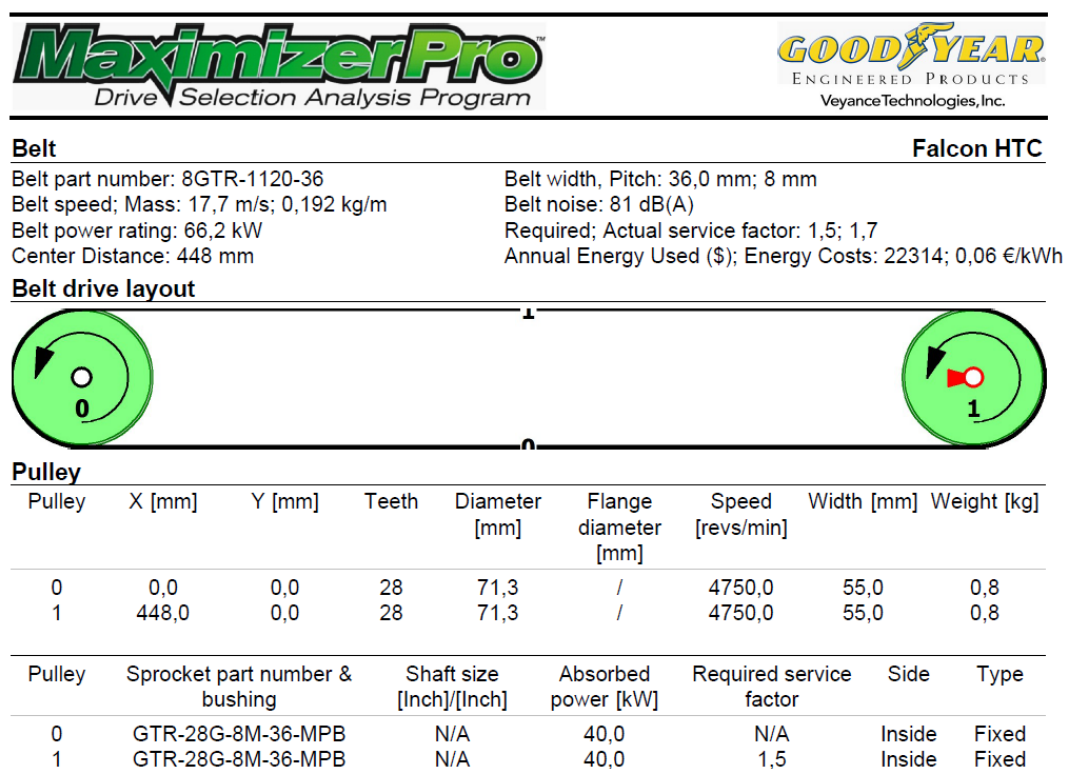 MaximizerPro™
Drive Selection Analysis Program
GOODYEAR
ENGINEERED PRODUCTS
Veyance Technologies, Inc.
Belt Falcon HTC
Belt part number: 8GTR-1120-36 Belt width, Pitch: 36,0 mm; 8 mm
Belt speed; Mass: 17,7 m/s; 0,192 kg/m Belt noise: 81 dB(A)
Belt power rating: 66,2 kW Required; Actual service factor: 1,5; 1,7
Center Distance: 448 mm Annual Energy Used ($); Energy Costs: 22314; 0,06 €/kWh
Belt drive layout
1
0 1
0
Pulley
Pulley X [mm] Y [mm] Teeth Diameter Flange Speed Width [mm] Weight [kg]
[mm] diameter [revs/min]
[mm]
0 0,0 0,0 28 71,3 / 4750,0 55,0 0,8
1 448,0 0,0 28 71,3 / 4750,0 55,0 0,8
Pulley Sprocket part number & Shaft size Absorbed Required service Side Type
bushing [Inch]/[Inch] power [kW] factor
0 GTR-28G-8M-36-MPB N/A 40,0 N/A Inside Fixed
1 GTR-28G-8M-36-MPB N/A 40,0 1,5 Inside Fixed